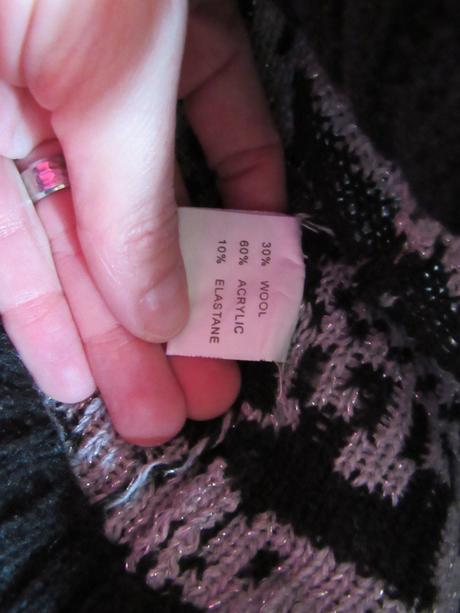 30% WOOL
60% ACRYLIC
10% ELASTANE